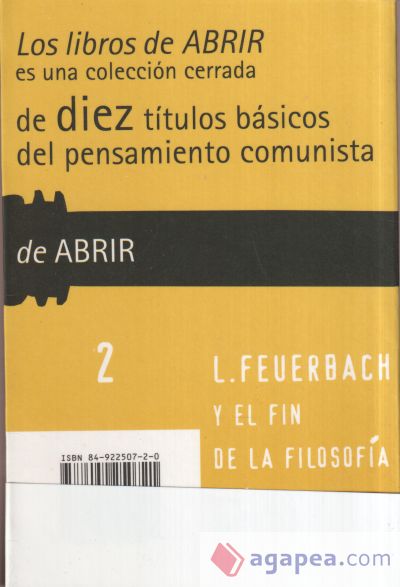 Los libros de ABRIR
es una colección cerrada
de diez títulos básicos
del pensamiento comunista
de ABRIR
2
L.FEUERBACH
Y EL FIN
DE LA FILOSOFÍA
ISBN 84-922507-2-0
agapea.com